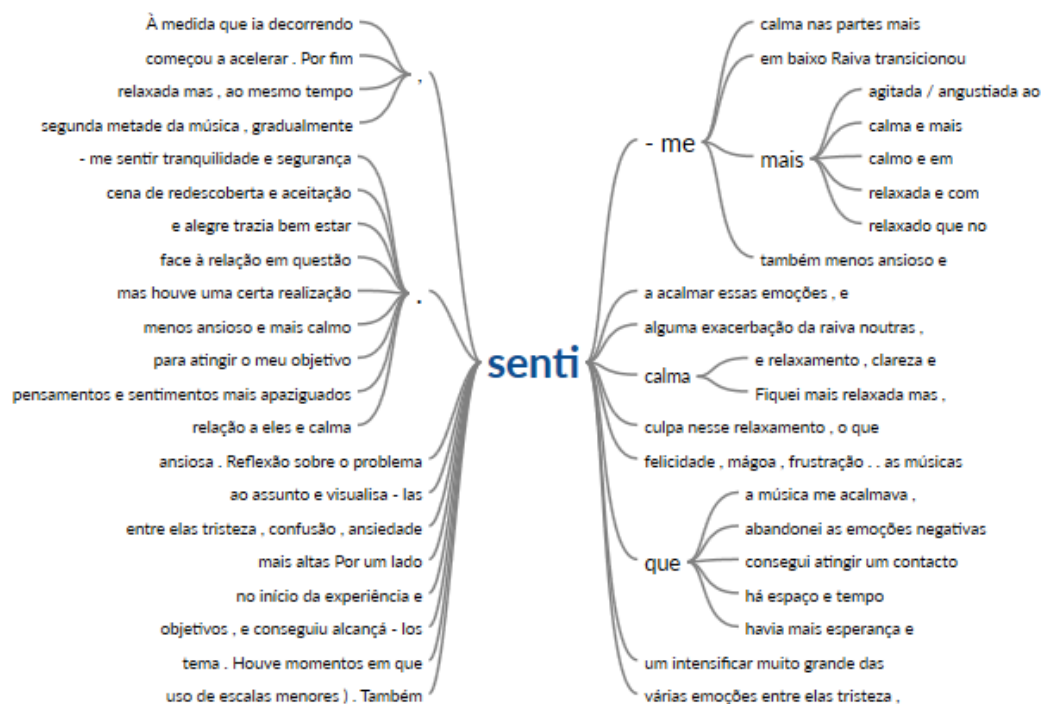 À medida que ia decorrendo
começou a acelerar . Por fim
relaxada mas , ao mesmo tempo
segunda metade da música , gradualmente
,
- me sentir tranquilidade e segurança
cena de redescoberta e aceitação
e alegre trazia bem estar
face à relação em questão
mas houve uma certa realização
menos ansioso e mais calmo
para atingir o meu objetivo
pensamentos e sentimentos mais apaziguados
relação a eles e calma
.
ansiosa . Reflexão sobre o problema
ao assunto e visualisa - las
entre elas tristeza , confusão , ansiedade
mais altas Por um lado
no início da experiência e
objetivos , e conseguiu alcançá - los
tema . Houve momentos em que
uso de escalas menores ) . Também
senti
- me
calma nas partes mais
em baixo Raiva transicionou
mais
agitada / angustiada ao
calma e mais
calmo e em
relaxada e com
relaxado que no
também menos ansioso e
a acalmar essas emoções , e
alguma exacerbação da raiva noutras ,
calma
e relaxamento , clareza e
Fiquei mais relaxada mas ,
culpa nesse relaxamento , o que
felicidade , mágoa , frustração . . as músicas
que
a música me acalmava ,
abandonei as emoções negativas
consegui atingir um contacto
há espaço e tempo
havia mais esperança e
um intensificar muito grande das
várias emoções entre elas tristeza ,